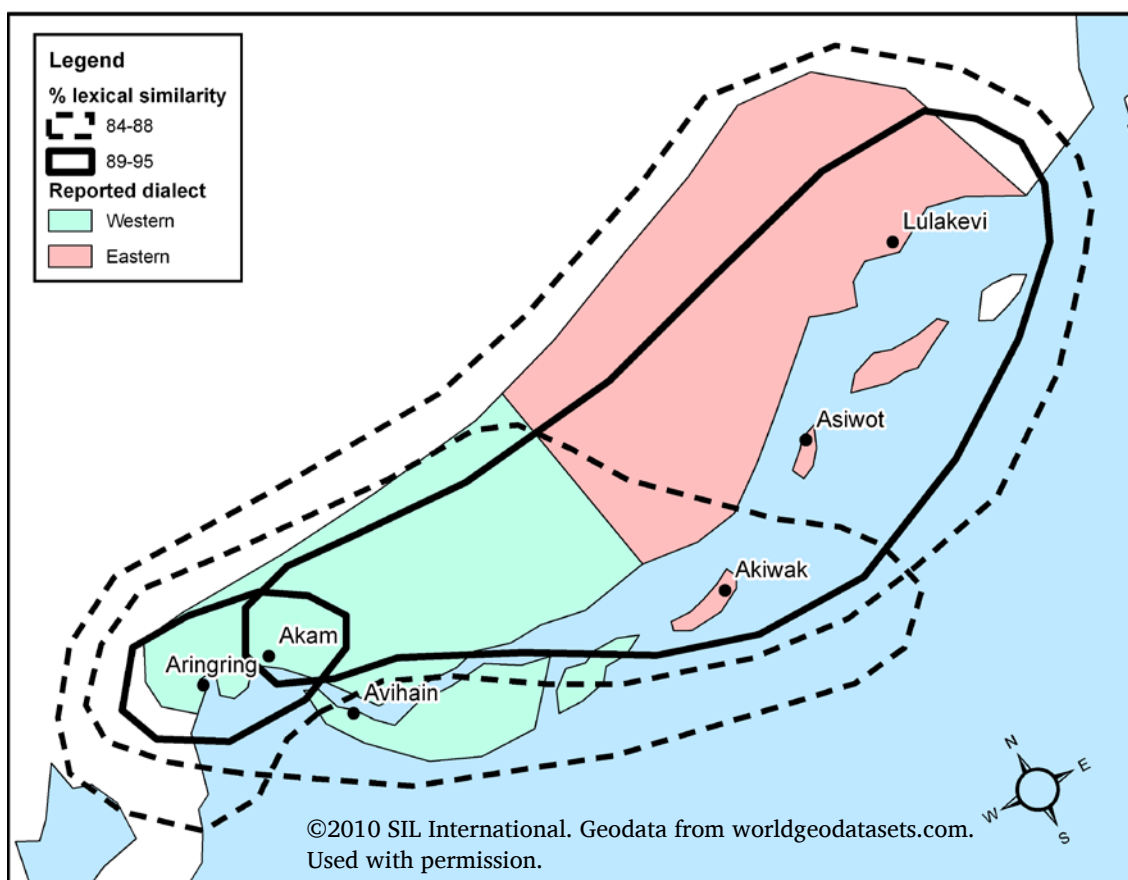 Legend
% lexical similarity
84-88
89-95
Reported dialect
Western
Eastern
Lulakevi
Asiwot
Akiwak
Akam
Aringring
Avihain
N
E
W
S
©2010 SIL International. Geodata from worldgeodatasets.com.
Used with permission.